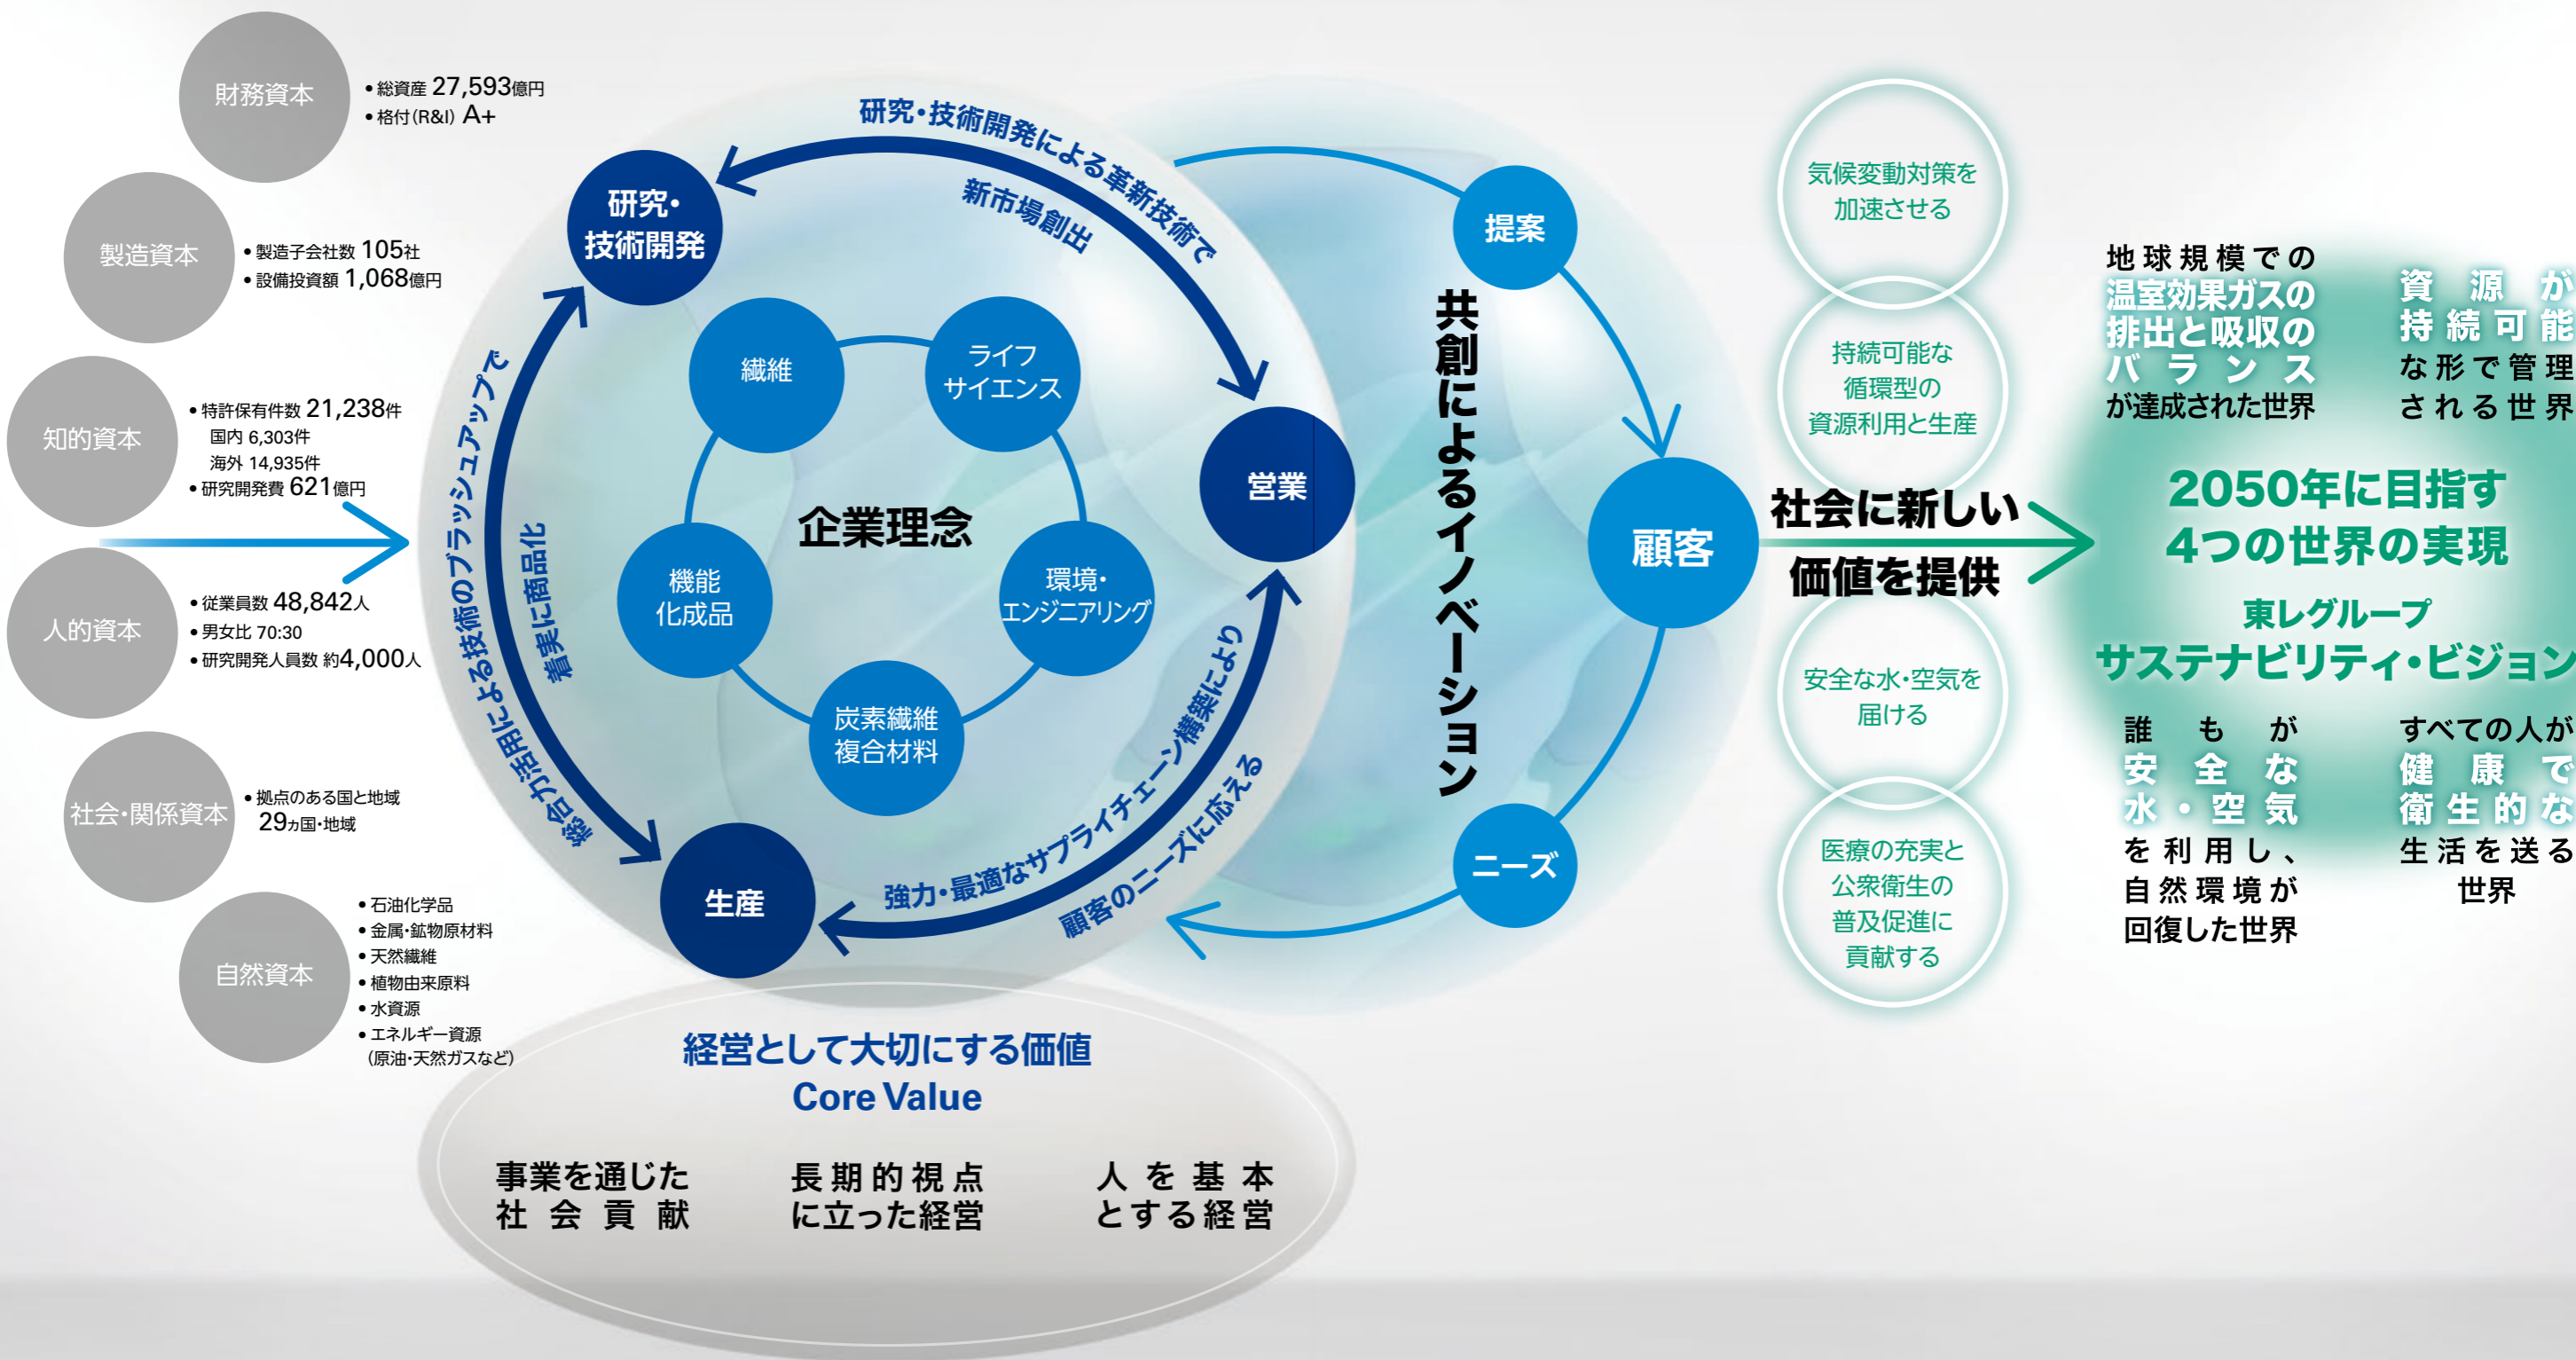 財務資本
• 総資産 27,593億円
• 格付(R&I) A+
製造資本
• 製造子会社数 105社
• 設備投資額 1,068億円
知的資本
• 特許保有件数 21,238件
国内 6,303件
海外 14,935件
• 研究開発費 621億円
人的資本
• 従業員数 48,842人
• 男女比 70:30
• 研究開発人員数 約4,000人
社会・関係資本
• 拠点のある国と地域
29ヵ国・地域
自然資本
• 石油化学品
• 金属・鉱物原材料
• 天然繊維
• 植物由来原料
• 水資源
• エネルギー資源
(原油・天然ガスなど)
研究・
技術開発
研究・技術開発による革新技術で
新市場創出
営業
強力・最適なサプライチェーン構築により
顧客のニーズに応える
生産
総合力活用による技術のブラッシュアップで
着実に商品化
企業理念
繊維
ライフ
サイエンス
環境・
エンジニアリング
炭素繊維
複合材料
機能
化成品
共創によるイノベーション
提案
顧客
ニーズ
経営として大切にする価値
Core Value
事業を通じた
社会貢献
長期的視点
に立った経営
人を基本
とする経営
気候変動対策を
加速させる
持続可能な
循環型の
資源利用と生産
社会に新しい
価値を提供
安全な水・空気を
届ける
医療の充実と
公衆衛生の
普及促進に
貢献する
地球規模での
温室効果ガスの
排出と吸収の
バランス
が達成された世界
資源が
持続可能
な形で管理
される世界
2050年に目指す
4つの世界の実現
東レグループ
サステナビリティ・ビジョン
誰もが
安全な
水・空気
を利用し、
自然環境が
回復した世界
すべての人が
健康で
衛生的な
生活を送る
世界